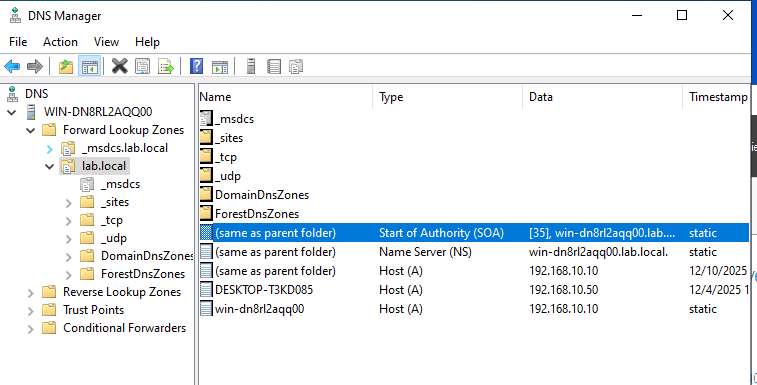 DNS Manager
File Action View Help
DNS
WIN-DN8RL2AQQ00
Forward Lookup Zones
_msdcs.lab.local
lab.local
_msdcs
_sites
_tcp
_udp
DomainDnsZones
ForestDnsZones
Reverse Lookup Zones
Trust Points
Conditional Forwarders
Name Type Data Timestamp
_msdcs
_sites
_tcp
_udp
DomainDnsZones
ForestDnsZones
(same as parent folder) Start of Authority (SOA) [35], win-dn8rl2aqq00.lab.... static
(same as parent folder) Name Server (NS) win-dn8rl2aqq00.lab.local. static
(same as parent folder) Host (A) 192.168.10.10 12/10/2025
DESKTOP-T3KD085 Host (A) 192.168.10.50 12/4/2025 1
win-dn8rl2aqq00 Host (A) 192.168.10.10 static